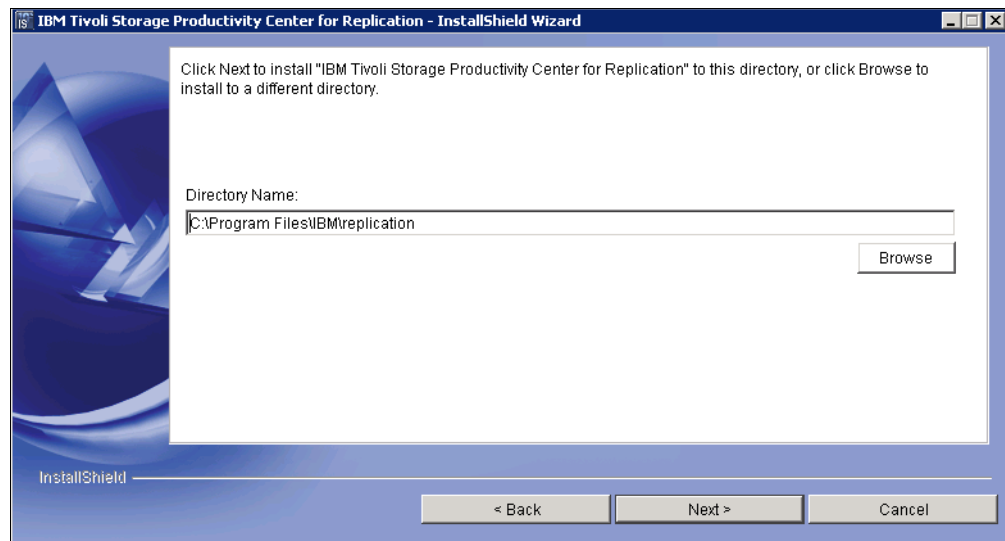 IBM Tivoli Storage Productivity Center for Replication - InstallShield Wizard
Click Next to install "IBM Tivoli Storage Productivity Center for Replication" to this directory, or click Browse to
install to a different directory.
Directory Name:
C:\Program Files\IBM\replication
Browse
InstallShield
< Back
Next >
Cancel